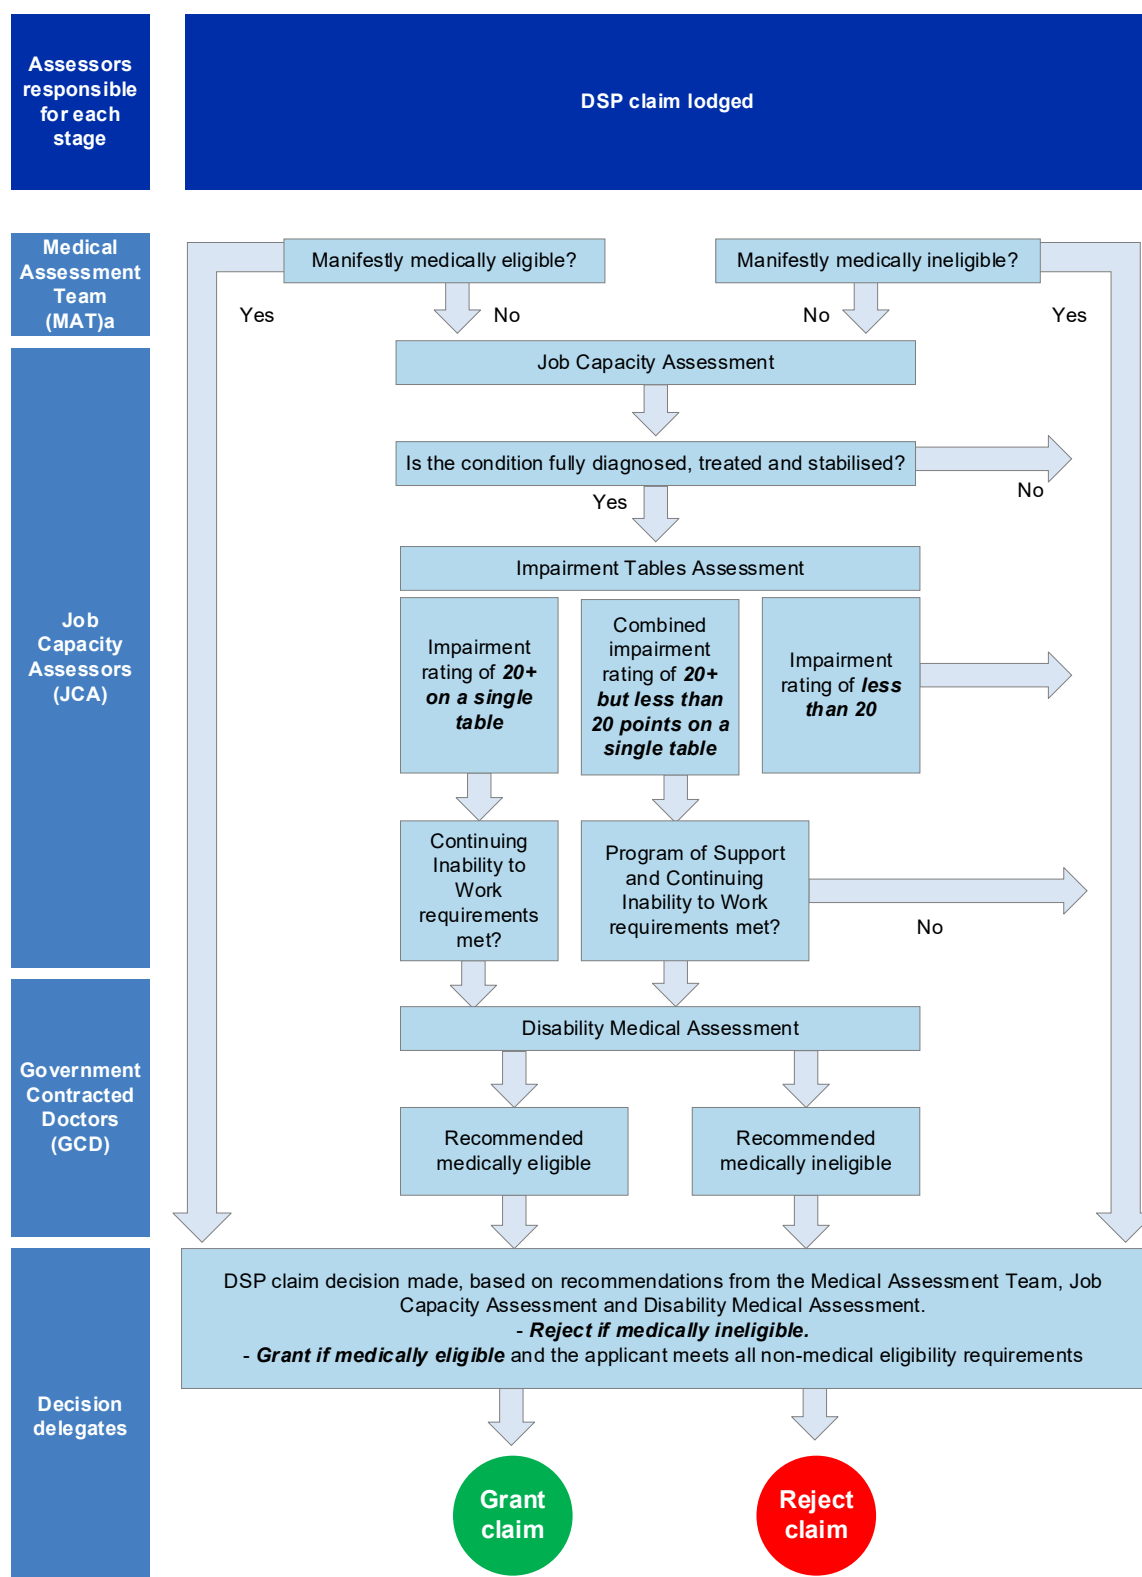 Assessors
responsible
for each
stage
DSP claim lodged
Medical
Assessment
Team
(MAT)a
Manifestly medically eligible?
Manifestly medically ineligible?
Yes
No
No
Yes
Job Capacity Assessment
Is the condition fully diagnosed, treated and stabilised?
No
Yes
Impairment Tables Assessment
Job
Capacity
Assessors
(JCA)
Impairment
rating of 20+
on a single
table
Combined
impairment
rating of 20+
but less than
20 points on a
single table
Impairment
rating of less
than 20
Continuing
Inability to
Work
requirements
met?
Program of Support
and Continuing
Inability to Work
requirements met?
No
Government
Contracted
Doctors
(GCD)
Disability Medical Assessment
Recommended
medically eligible
Recommended
medically ineligible
Decision
delegates
DSP claim decision made, based on recommendations from the Medical Assessment Team, Job
Capacity Assessment and Disability Medical Assessment.
- Reject if medically ineligible.
- Grant if medically eligible and the applicant meets all non-medical eligibility requirements
Grant
claim
Reject
claim